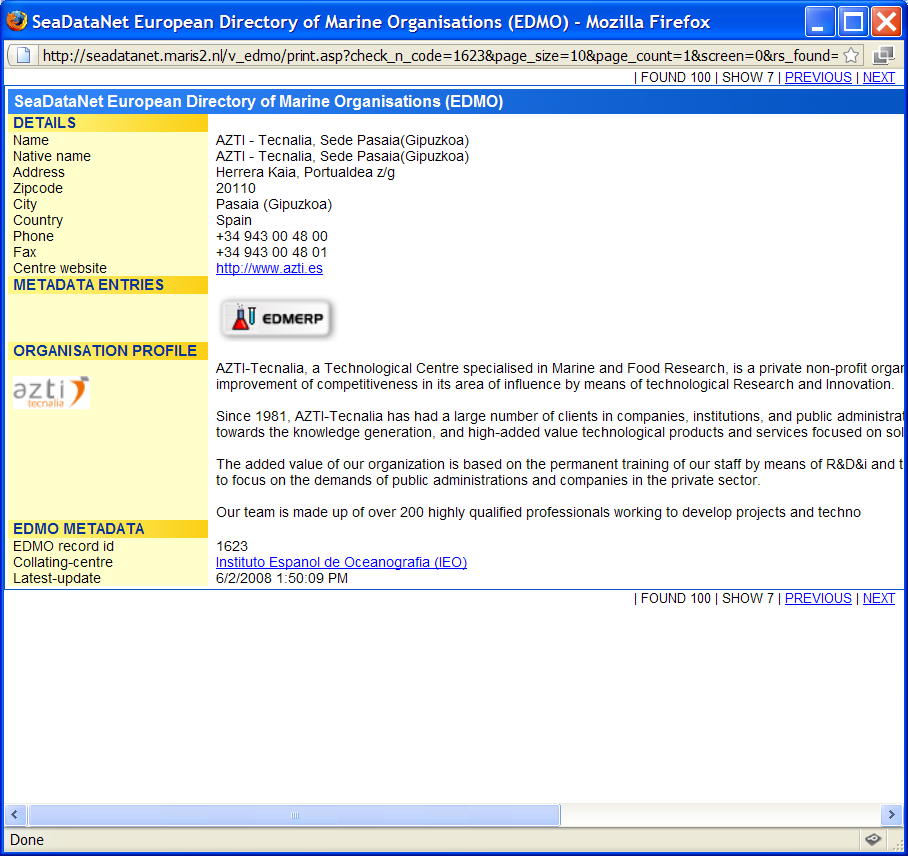 SeaDataNet European Directory of Marine Organisations (EDMO) - Mozilla Firefox
http://seadatanet.maris2.nl/v_edmo/print.asp?check_n_code=1623&page_size=10&page_count=1&screen=0&rs_found=
| FOUND 100 | SHOW 7 | PREVIOUS | NEXT
SeaDataNet European Directory of Marine Organisations (EDMO)
DETAILS
Name AZTI - Tecnalia, Sede Pasaia(Gipuzkoa)
Native name AZTI - Tecnalia, Sede Pasaia(Gipuzkoa)
Address Herrera Kaia, Portualdea z/g
Zipcode 20110
City Pasaia (Gipuzkoa)
Country Spain
Phone +34 943 00 48 00
Fax +34 943 00 48 01
Centre website http://www.azti.es
METADATA ENTRIES
EDMERP
ORGANISATION PROFILE
azti
tecnalia
AZTI-Tecnalia, a Technological Centre specialised in Marine and Food Research, is a private non-profit organ
improvement of competitiveness in its area of influence by means of technological Research and Innovation.
Since 1981, AZTI-Tecnalia has had a large number of clients in companies, institutions, and public administrat
towards the knowledge generation, and high-added value technological products and services focused on sol
The added value of our organization is based on the permanent training of our staff by means of R&D&i and t
to focus on the demands of public administrations and companies in the private sector.
Our team is made up of over 200 highly qualified professionals working to develop projects and techno
EDMO METADATA
EDMO record id 1623
Collating-centre Instituto Espanol de Oceanografia (IEO)
Latest-update 6/2/2008 1:50:09 PM
| FOUND 100 | SHOW 7 | PREVIOUS | NEXT
Done